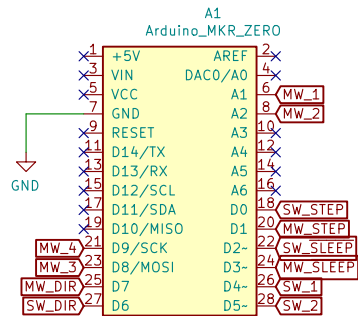 A1
Arduino_MKR_ZERO
1 +5V AREF 2
3 VIN DAC0/A0 4
5 VCC A1 6 MW_1
7 GND A2 8 MW_2
9 RESET A3 10
11 D14/TX A4 12
13 D13/RX A5 14
15 D12/SCL A6 16
17 D11/SDA D0 18 SW_STEP
19 D10/MISO D1 20 MW_STEP
MW_4 21 D9/SCK D2~ 22 SW_SLEEP
MW_3 23 D8/MOSI D3~ 24 MW_SLEEP
MW_DIR 25 D7 D4~ 26 SW_1
SW_DIR 27 D6 D5~ 28 SW_2
GND